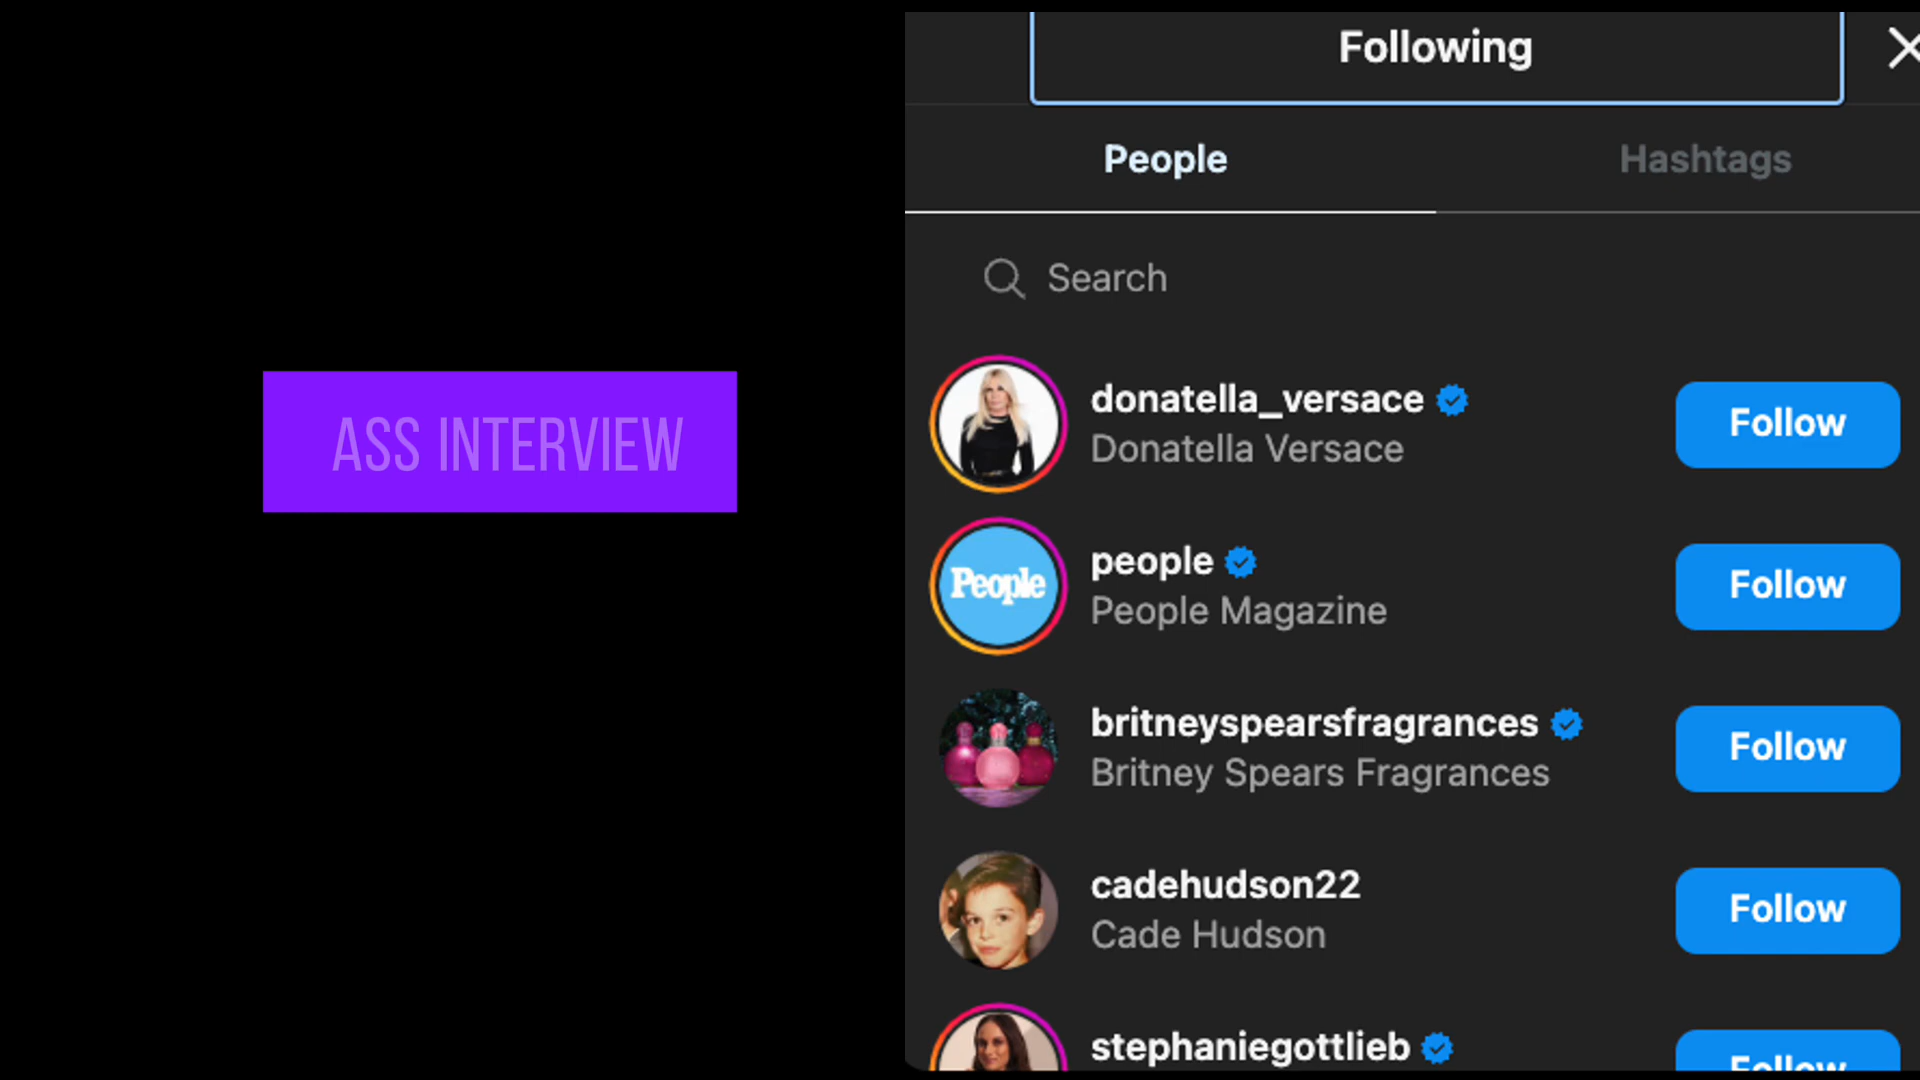 ASS INTERVIEW
Following
People
Hashtags
Search
donatella_versace
Donatella Versace
Follow
People
people
People Magazine
Follow
britneyspearsfragrances
Britney Spears Fragrances
Follow
cadehudson22
Cade Hudson
Follow
stephaniegottlieb
Follow